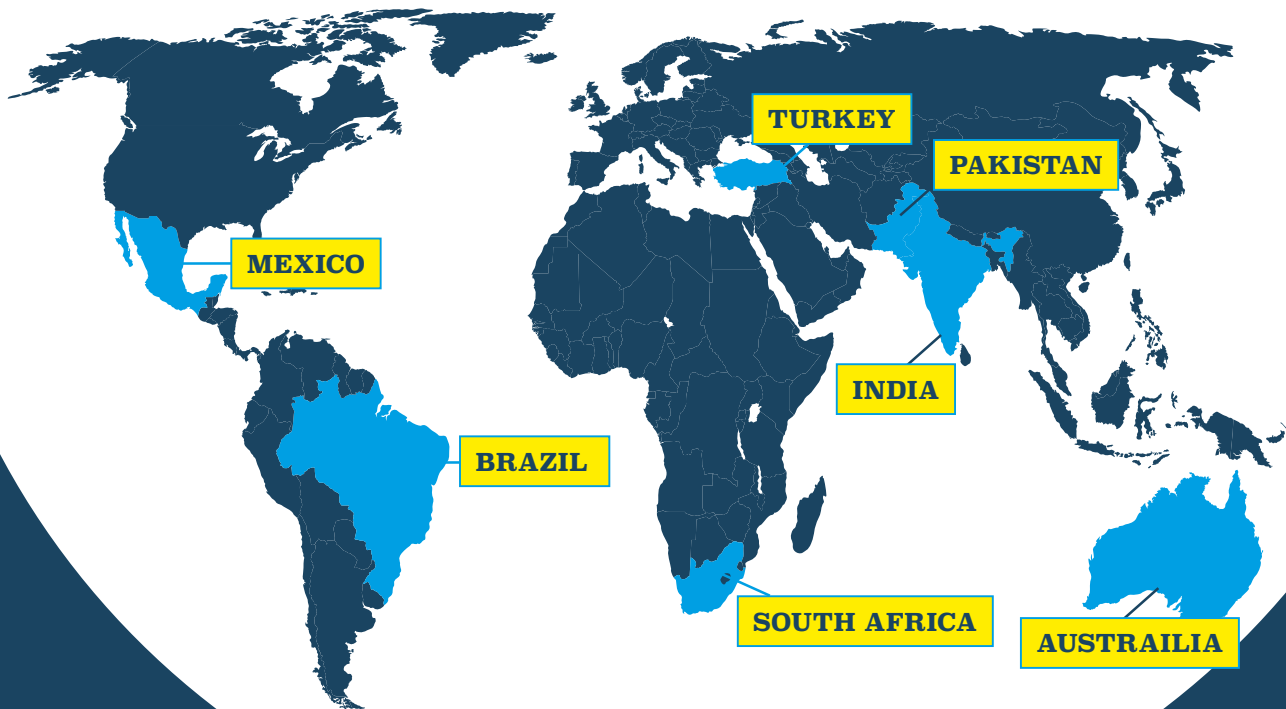 TURKEY
PAKISTAN
MEXICO
INDIA
BRAZIL
SOUTH AFRICA
AUSTRAILIA